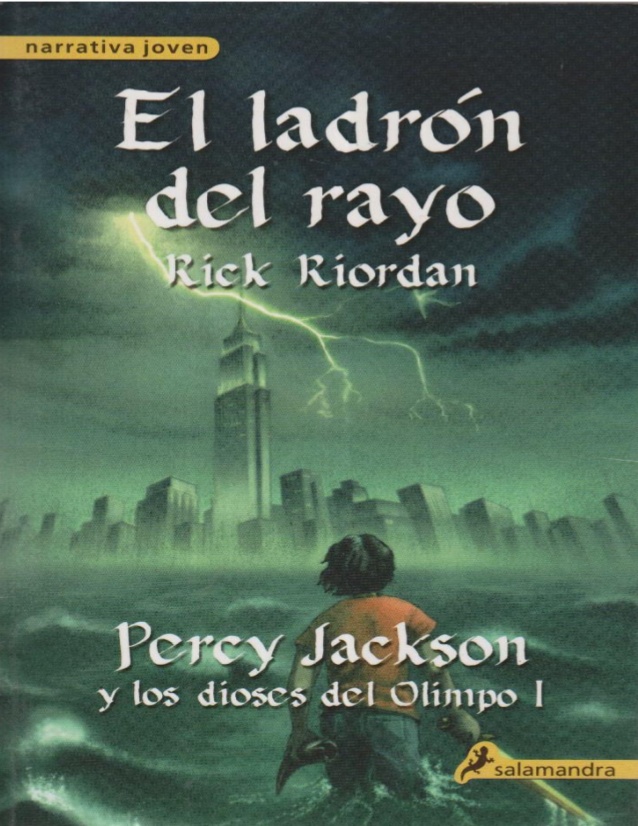 narrativa joven
El ladrón
del rayo
Rick Riordan
Percy Jackson
y los dioses del Olimpo I
salamandra